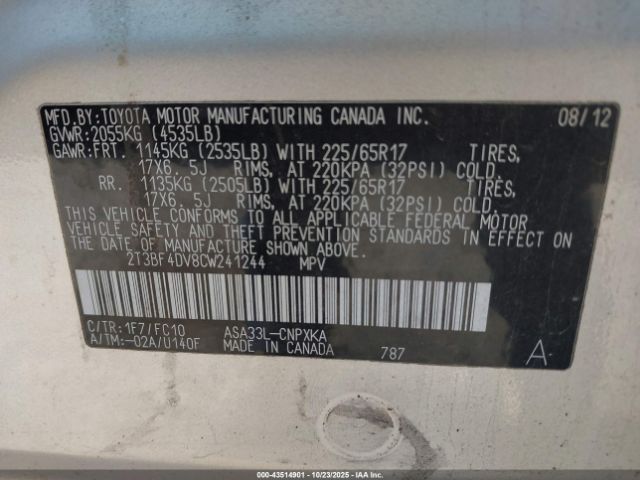 MFD.BY:TOYOTA MOTOR MANUFACTURING CANADA INC. 08/12
GVWR:2055KG (4535LB)
GAWR:FRT. 1145KG (2535LB) WITH 225/65R17 TIRES,
17X6.5J RIMS, AT 220KPA (32PSI) COLD.
RR. 1135KG (2505LB) WITH 225/65R17 TIRES,
17X6.5J RIMS, AT 220KPA (32PSI) COLD.
THIS VEHICLE CONFORMS TO ALL APPLICABLE FEDERAL MOTOR
VEHICLE SAFETY AND THEFT PREVENTION STANDARDS IN EFFECT ON
THE DATE OF MANUFACTURE SHOWN ABOVE.
2T3BF4DV8CW241244 MPV
C/TR:1F7/FC10 ASA33L-CNPXKA
A/TM:-02A/U140F MADE IN CANADA 787 A
000-43514901 - 10/23/2025 - IAAI.COM